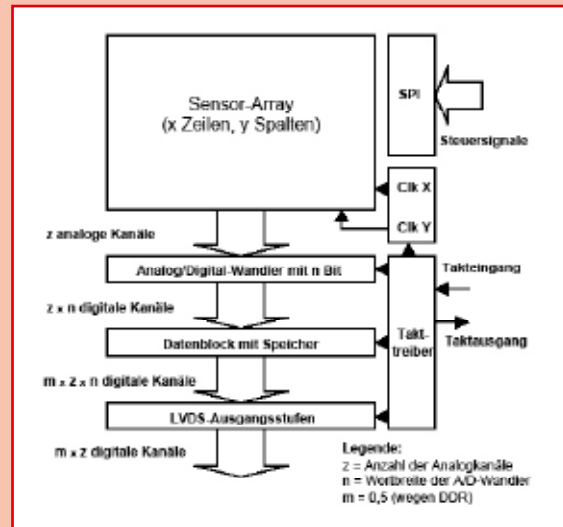 Sensor-Array
(x Zeilen, y Spalten)
SPI
Steuersignale
Clk X
Clk Y
z analoge Kanäle
Analog/Digital-Wandler mit n Bit
Takteingang
z x n digitale Kanäle
Takt-
treiber
Taktausgang
Datenblock mit Speicher
m x z x n digitale Kanäle
LVDS-Ausgangsstufen
m x z digitale Kanäle
Legende:
z = Anzahl der Analogkanäle
n = Wortbreite der A/D-Wandler
m = 0,5 (wegen DDR)